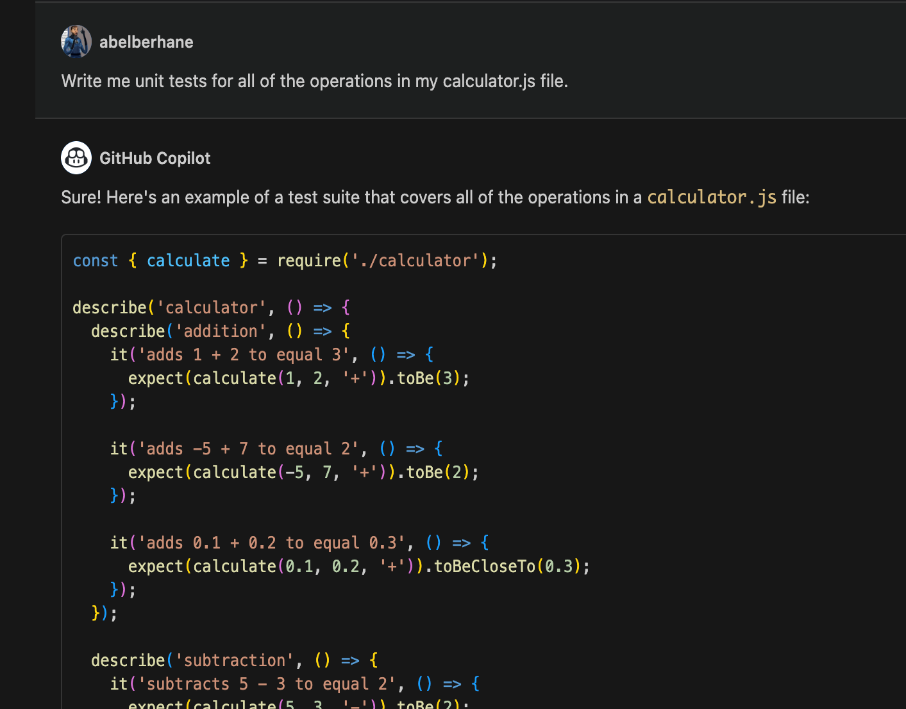 abelberhane
Write me unit tests for all of the operations in my calculator.js file.
GitHub Copilot
Sure! Here's an example of a test suite that covers all of the operations in a calculator.js file:
const { calculate } = require('./calculator');
describe('calculator', () => {
describe('addition', () => {
it('adds 1 + 2 to equal 3', () => {
expect(calculate(1, 2, '+')).toBe(3);
});
it('adds -5 + 7 to equal 2', () => {
expect(calculate(-5, 7, '+')).toBe(2);
});
it('adds 0.1 + 0.2 to equal 0.3', () => {
expect(calculate(0.1, 0.2, '+')).toBeCloseTo(0.3);
});
});
describe('subtraction', () => {
it('subtracts 5 - 3 to equal 2', () => {
expect(calculate(5, 3, '-')).toBe(2);